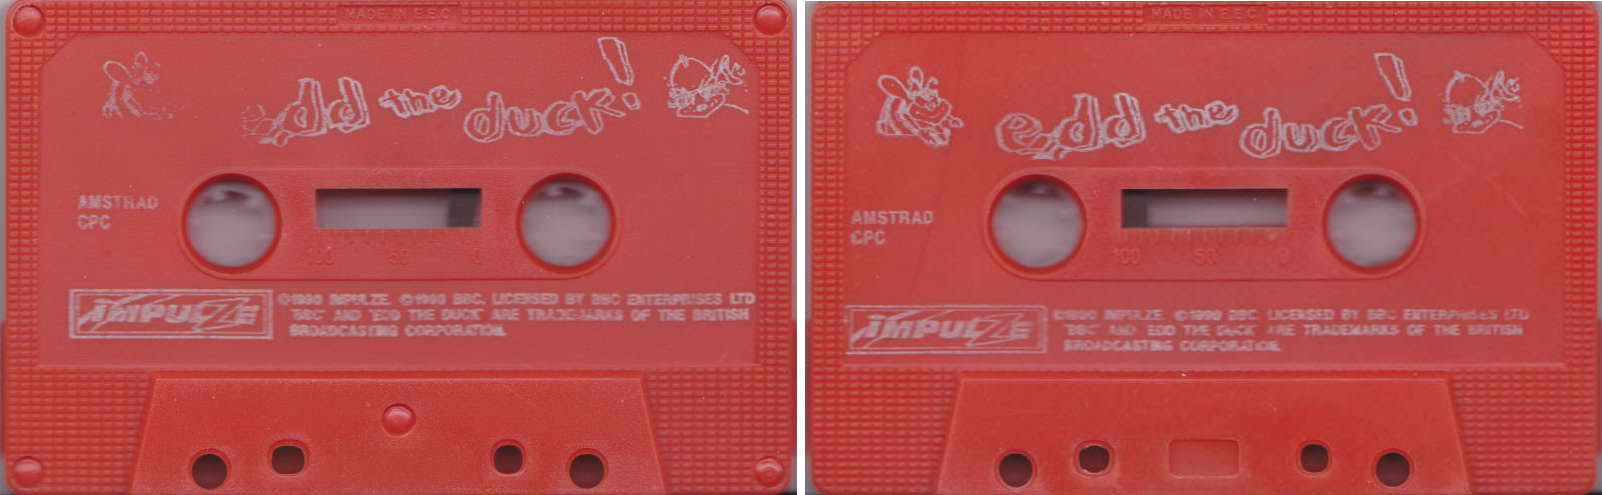 MADE IN E.E.C
edd the duck!
AMSTRAD
CPC
100 50 0
IMPULZE
©1990 IMPULZE. ©1990 BBC. LICENSED BY BBC ENTERPRISES LTD
'BBC' AND 'EDD THE DUCK' ARE TRADEMARKS OF THE BRITISH
BROADCASTING CORPORATION.
MADE IN E.E.C
edd the duck!
AMSTRAD
CPC
100 50 0
IMPULZE
©1990 IMPULZE. ©1990 BBC. LICENSED BY BBC ENTERPRISES LTD
'BBC' AND 'EDD THE DUCK' ARE TRADEMARKS OF THE BRITISH
BROADCASTING CORPORATION.